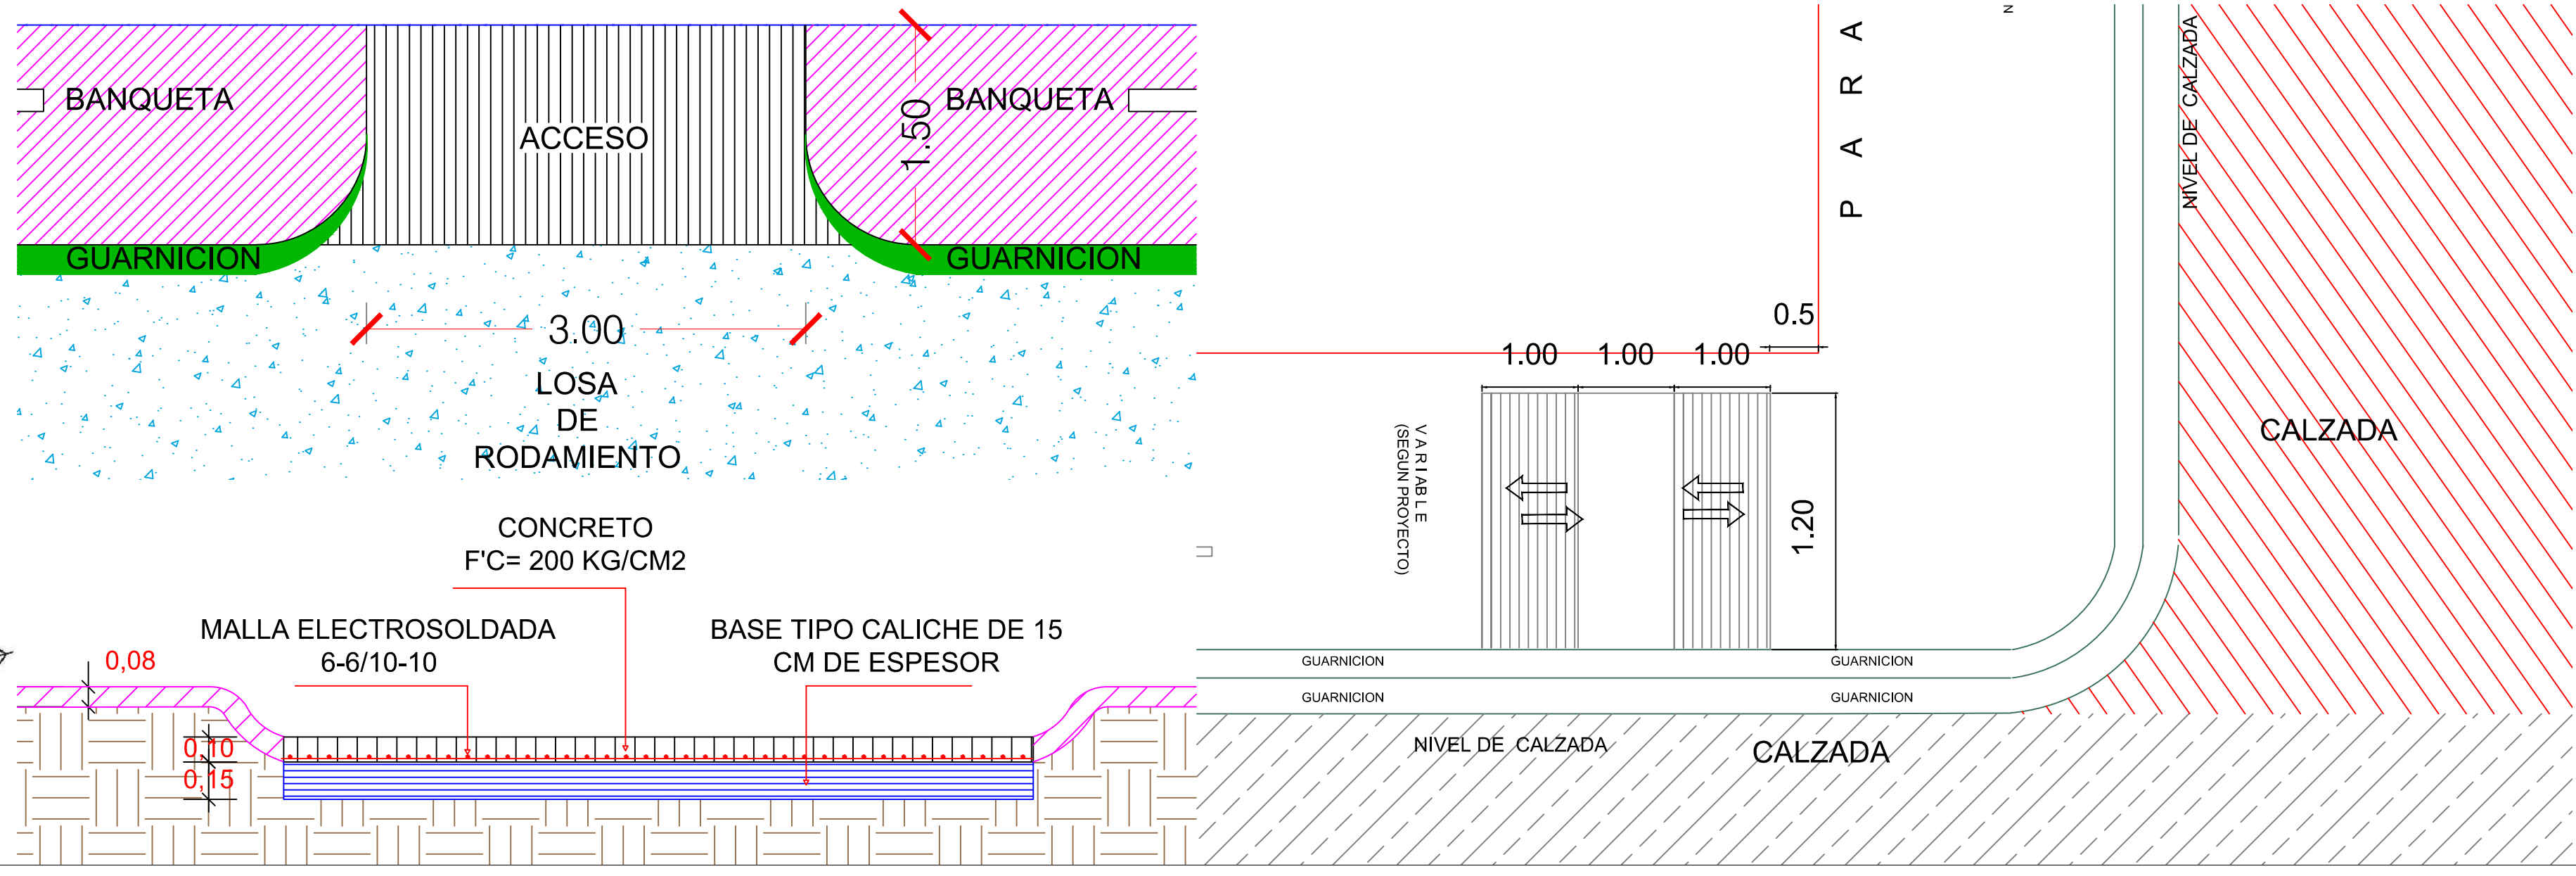 BANQUETA
ACCESO
1.50
BANQUETA
GUARNICION
GUARNICION
3.00
LOSA
DE
RODAMIENTO
CONCRETO
F'C= 200 KG/CM2
MALLA ELECTROSOLDADA
6-6/10-10
BASE TIPO CALICHE DE 15
CM DE ESPESOR
0,08
0,10
0,15
P A R A
N
NIVEL DE CALZADA
CALZADA
0.5
1.00
1.00
1.00
VARIABLE
(SEGUN PROYECTO)
1.20
GUARNICION
GUARNICION
GUARNICION
GUARNICION
NIVEL DE CALZADA
CALZADA